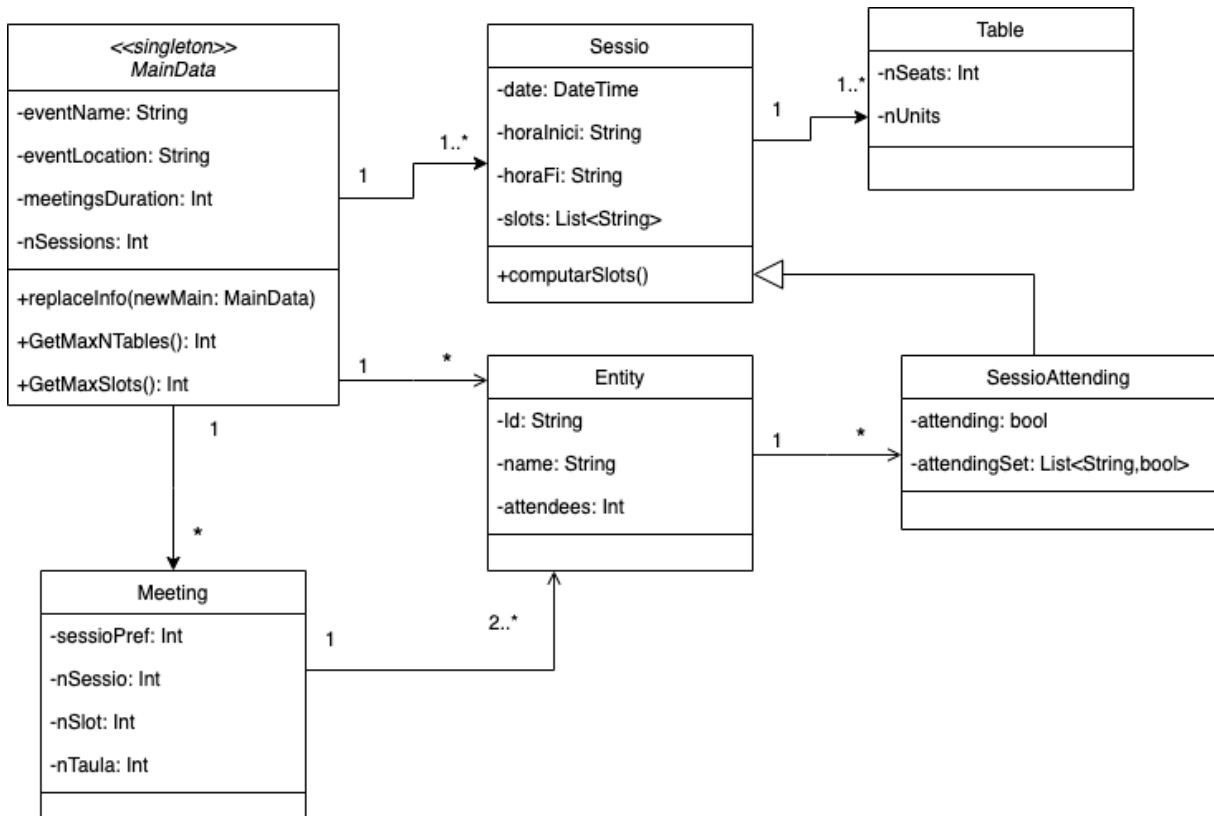 <<singleton>>
MainData
-eventName: String
-eventLocation: String
-meetingsDuration: Int
-nSessions: Int
+replaceInfo(newMain: MainData)
+GetMaxNTables(): Int
+GetMaxSlots(): Int
1
1..*
Sessio
-date: DateTime
-horaInici: String
-horaFi: String
-slots: List<String>
+computarSlots()
1
1..*
Table
-nSeats: Int
-nUnits
1
*
Entity
-Id: String
-name: String
-attendees: Int
1
*
SessioAttending
-attending: bool
-attendingSet: List<String,bool>
1
*
Meeting
-sessioPref: Int
-nSessio: Int
-nSlot: Int
-nTaula: Int
1
2..*